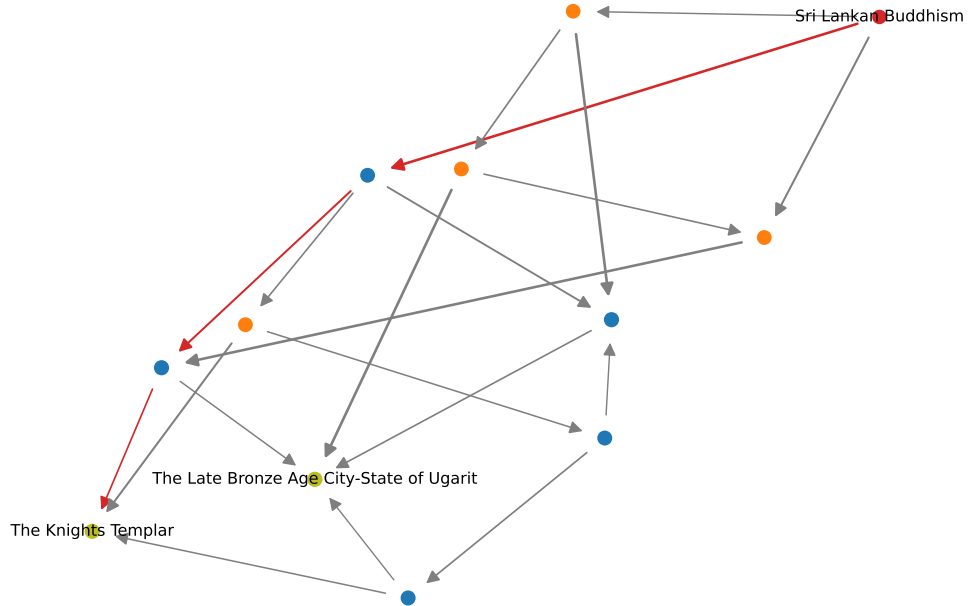 Sri Lankan Buddhism
The Late Bronze Age City-State of Ugarit
The Knights Templar